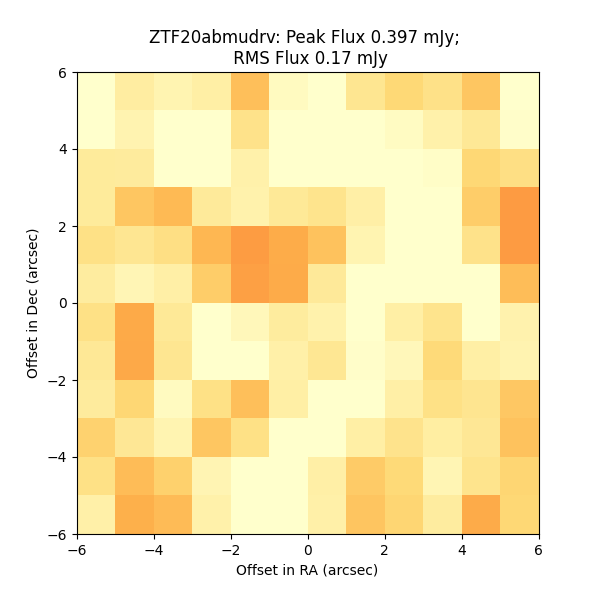 ZTF20abmudrv: Peak Flux 0.397 mJy;
RMS Flux 0.17 mJy
6
4
2
0
−2
−4
−6
Offset in Dec (arcsec)
−6 −4 −2 0 2 4 6
Offset in RA (arcsec)